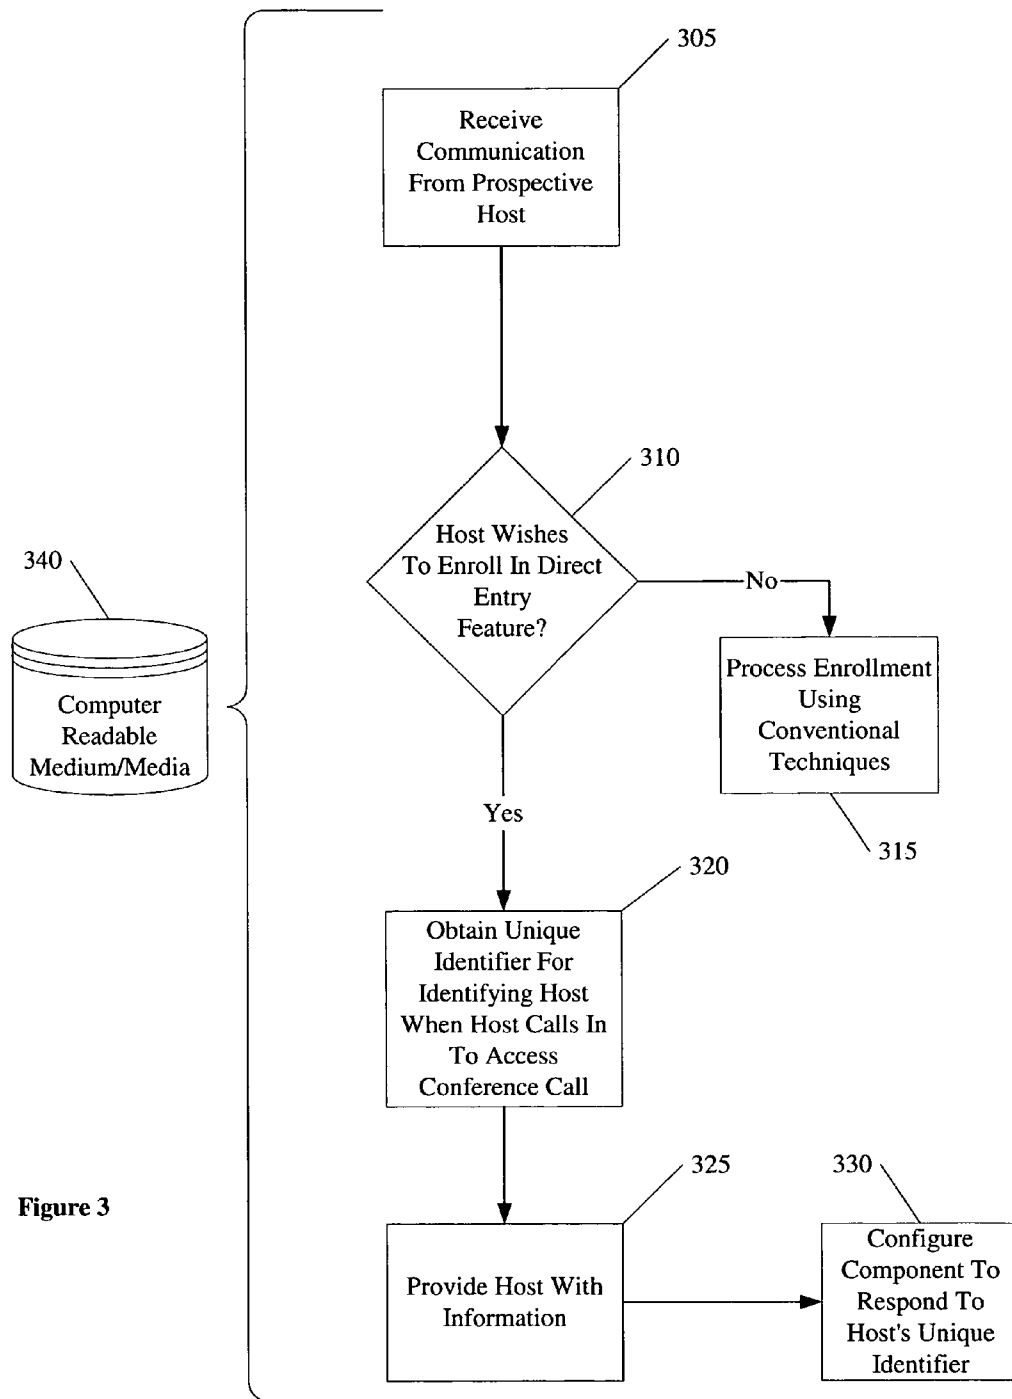 305
Receive
Communication
From Prospective
Host
310
Host Wishes
To Enroll In Direct
Entry
Feature?
No
340
Computer
Readable
Medium/Media
Process Enrollment
Using
Conventional
Techniques
315
Yes
320
Obtain Unique
Identifier For
Identifying Host
When Host Calls In
To Access
Conference Call
325
330
Figure 3
Provide Host With
Information
Configure
Component To
Respond To
Host's Unique
Identifier